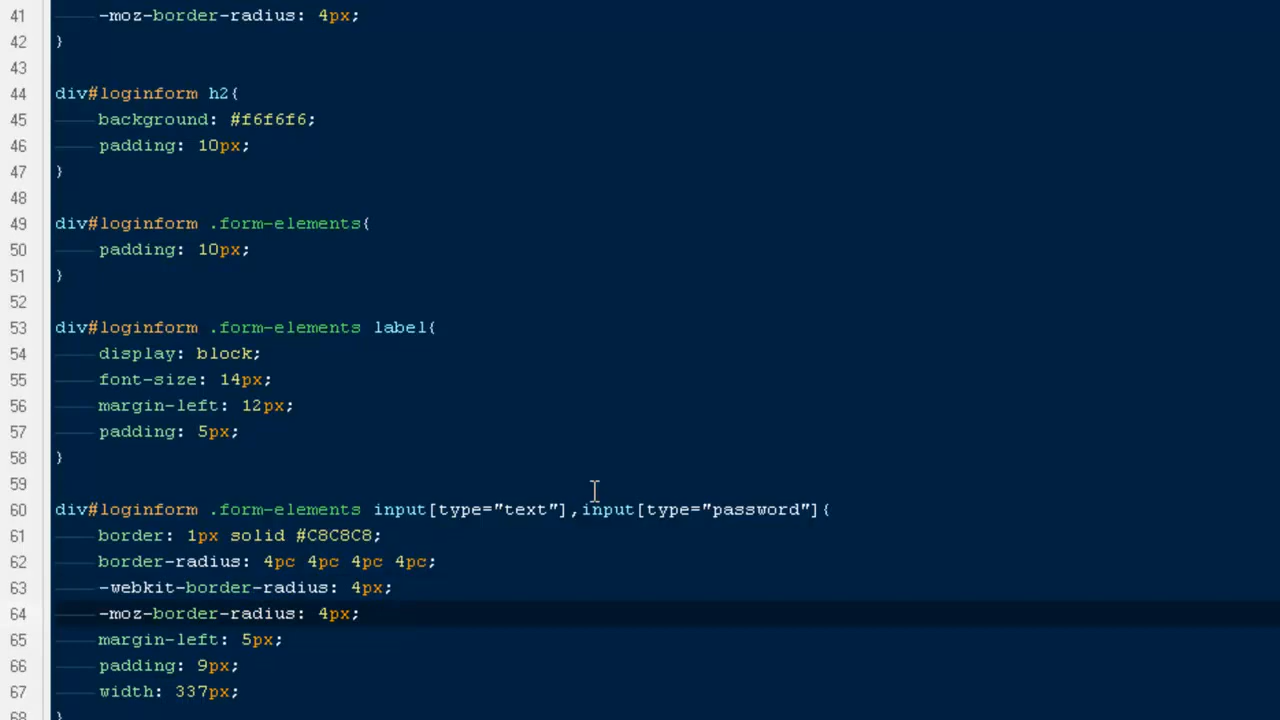 41 -moz-border-radius: 4px;
42 }
43
44 div#loginform h2{
45 background: #f6f6f6;
46 padding: 10px;
47 }
48
49 div#loginform .form-elements{
50 padding: 10px;
51 }
52
53 div#loginform .form-elements label{
54 display: block;
55 font-size: 14px;
56 margin-left: 12px;
57 padding: 5px;
58 }
59
60 div#loginform .form-elements input[type="text"],input[type="password"]{
61 border: 1px solid #C8C8C8;
62 border-radius: 4pc 4pc 4pc 4pc;
63 -webkit-border-radius: 4px;
64 -moz-border-radius: 4px;
65 margin-left: 5px;
66 padding: 9px;
67 width: 337px;
68 }